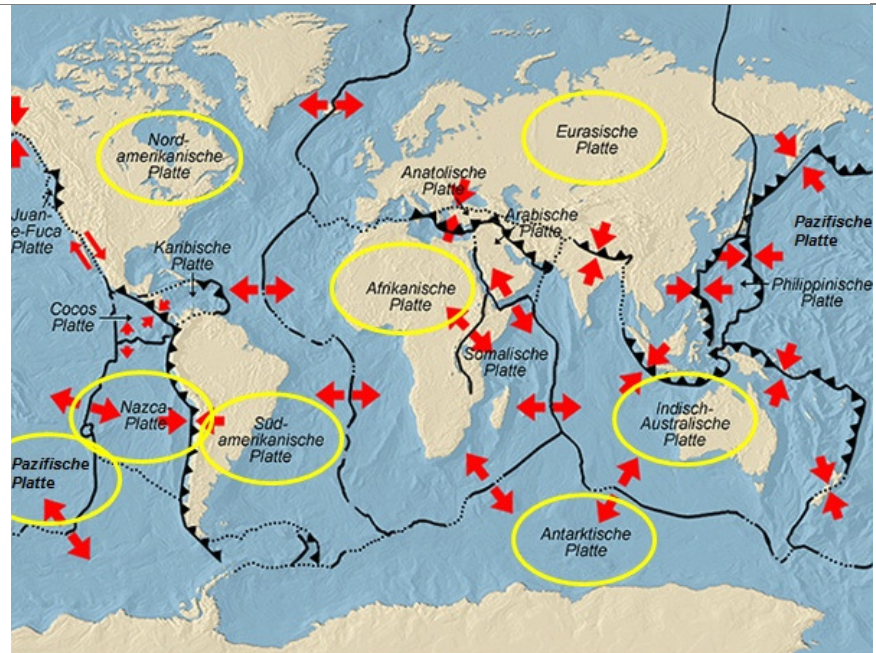 Nord-
amerikanische
Platte
Eurasische
Platte
Anatolische
Platte
Arabische
Platte
Juan-
e-Fuca
Platte
Karibische
Platte
Pazifische
Platte
Afrikanische
Platte
Philippinische
Platte
Cocos
Platte
Somalische
Platte
Nazca-
Platte
Süd-
amerikanische
Platte
Indisch-
Australische
Platte
Pazifische
Platte
Antarktische
Platte